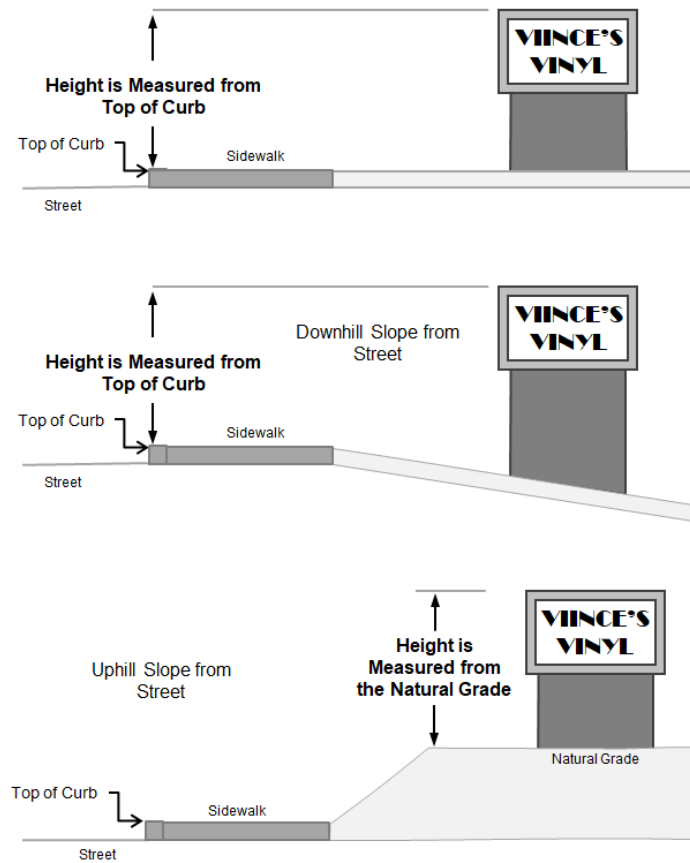 VIINCE'S
VINYL
Height is Measured from
Top of Curb
Top of Curb
Sidewalk
Street
VIINCE'S
VINYL
Downhill Slope from
Street
Height is Measured from
Top of Curb
Top of Curb
Sidewalk
Street
VIINCE'S
VINYL
Height is
Measured from
the Natural Grade
Uphill Slope from
Street
Natural Grade
Top of Curb
Sidewalk
Street